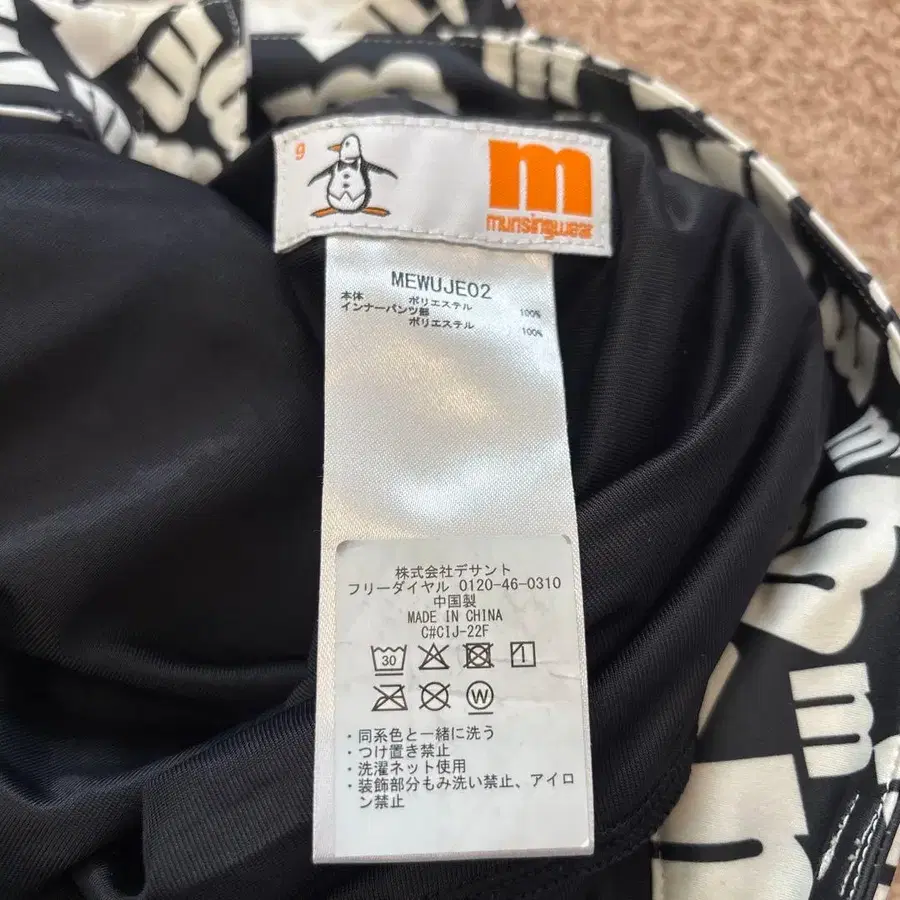 9
m
munsingwear
MEWUJE02
本体 ポリエステル 100%
インナーパンツ部
ポリエステル 100%
株式会社デサント
フリーダイヤル 0120-46-0310
中国製
MADE IN CHINA
C#C1J-22F
30
W
・同系色と一緒に洗う
・つけ置き禁止
・洗濯ネット使用
・装飾部分もみ洗い禁止、アイロ
ン禁止
m